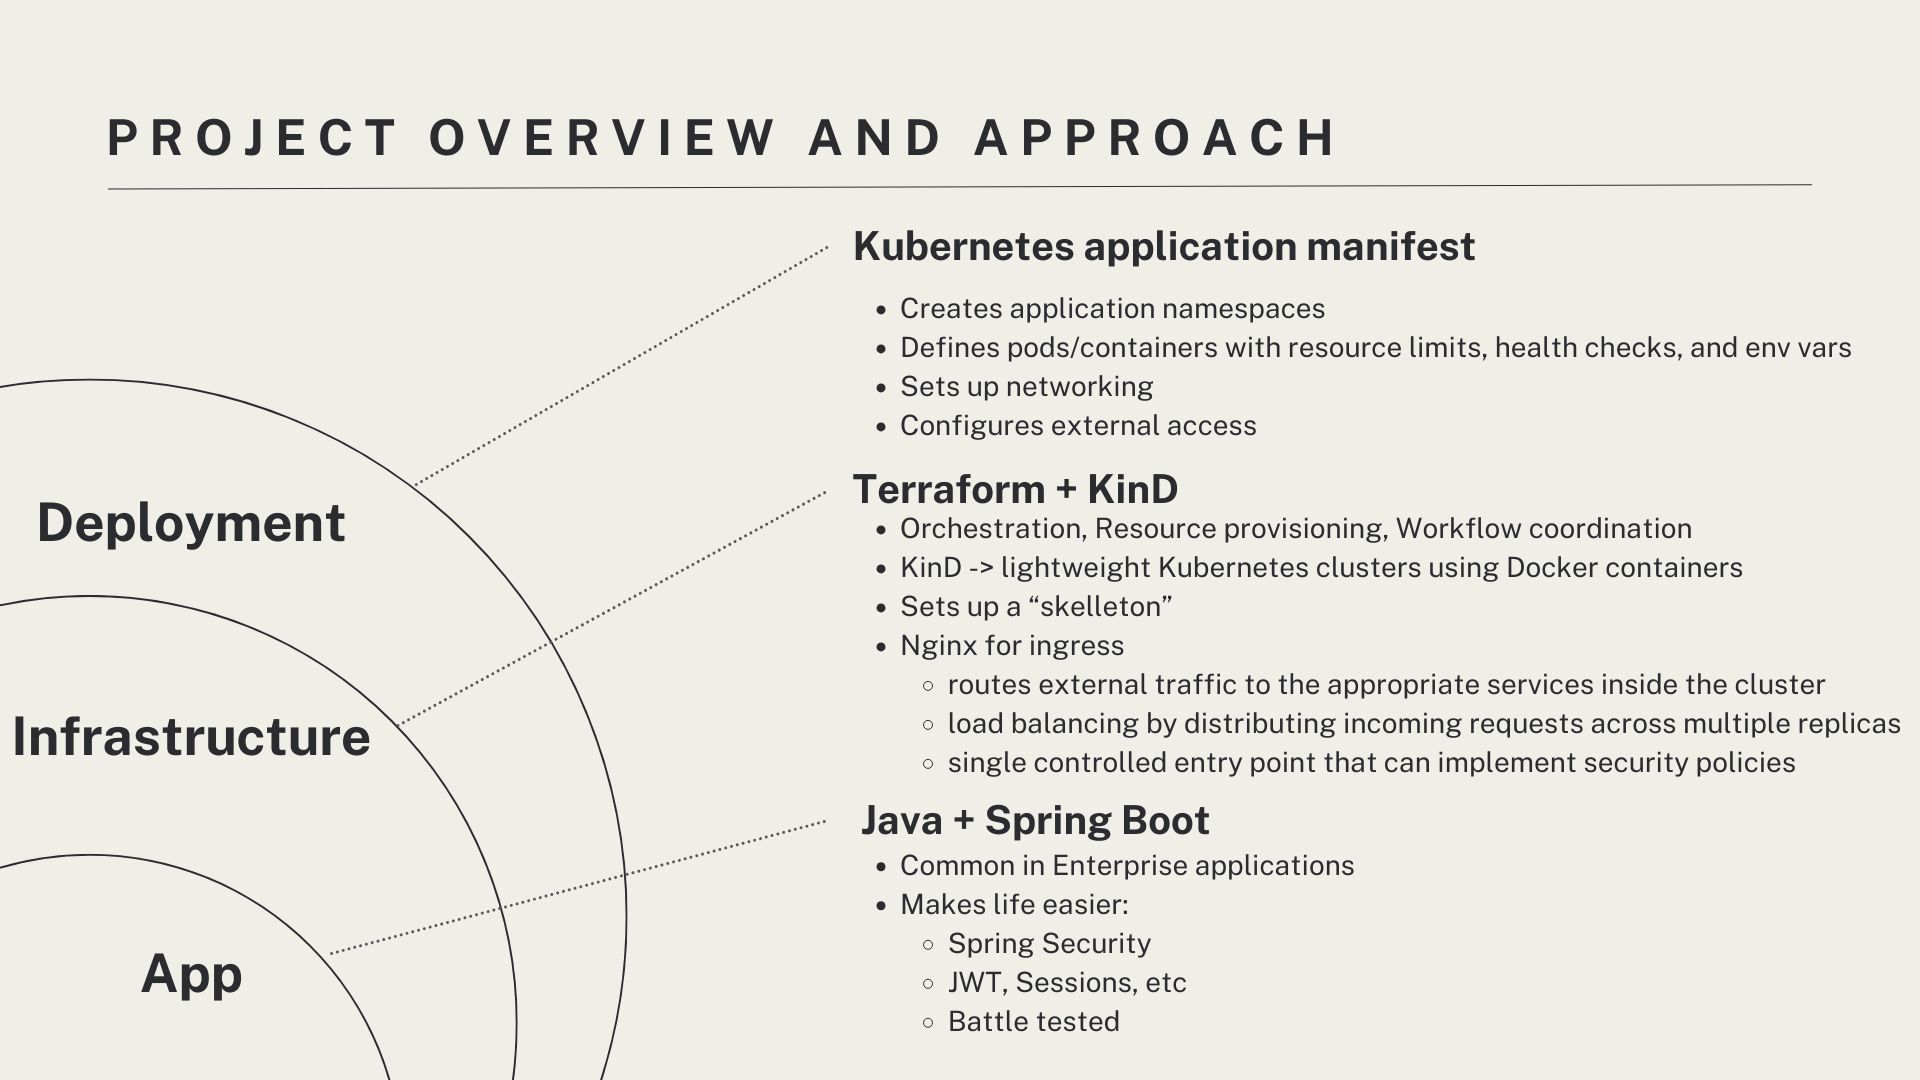 PROJECT OVERVIEW AND APPROACH
Kubernetes application manifest
• Creates application namespaces
• Defines pods/containers with resource limits, health checks, and env vars
• Sets up networking
• Configures external access
Deployment
Terraform + KinD
• Orchestration, Resource provisioning, Workflow coordination
• KinD -> lightweight Kubernetes clusters using Docker containers
• Sets up a “skelleton”
• Nginx for ingress
○ routes external traffic to the appropriate services inside the cluster
○ load balancing by distributing incoming requests across multiple replicas
○ single controlled entry point that can implement security policies
Infrastructure
Java + Spring Boot
• Common in Enterprise applications
• Makes life easier:
○ Spring Security
○ JWT, Sessions, etc
○ Battle tested
App